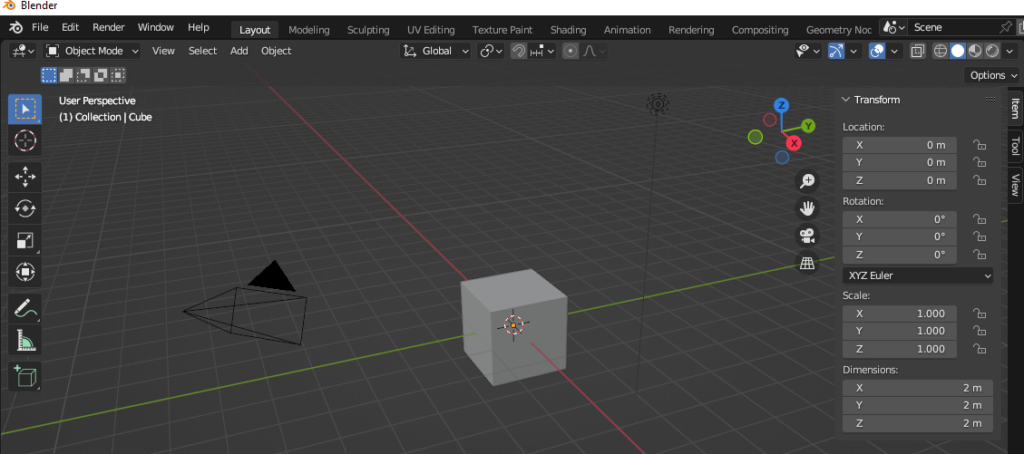 Blender
File Edit Render Window Help Layout Modeling Sculpting UV Editing Texture Paint Shading Animation Rendering Compositing Geometry Noc Scene
Object Mode View Select Add Object Global
Options
User Perspective
(1) Collection | Cube
Z
Y
X
Transform
Location:
X 0 m
Y 0 m
Z 0 m
Rotation:
X 0°
Y 0°
Z 0°
XYZ Euler
Scale:
X 1.000
Y 1.000
Z 1.000
Dimensions:
X 2 m
Y 2 m
Z 2 m
Item
Tool
View